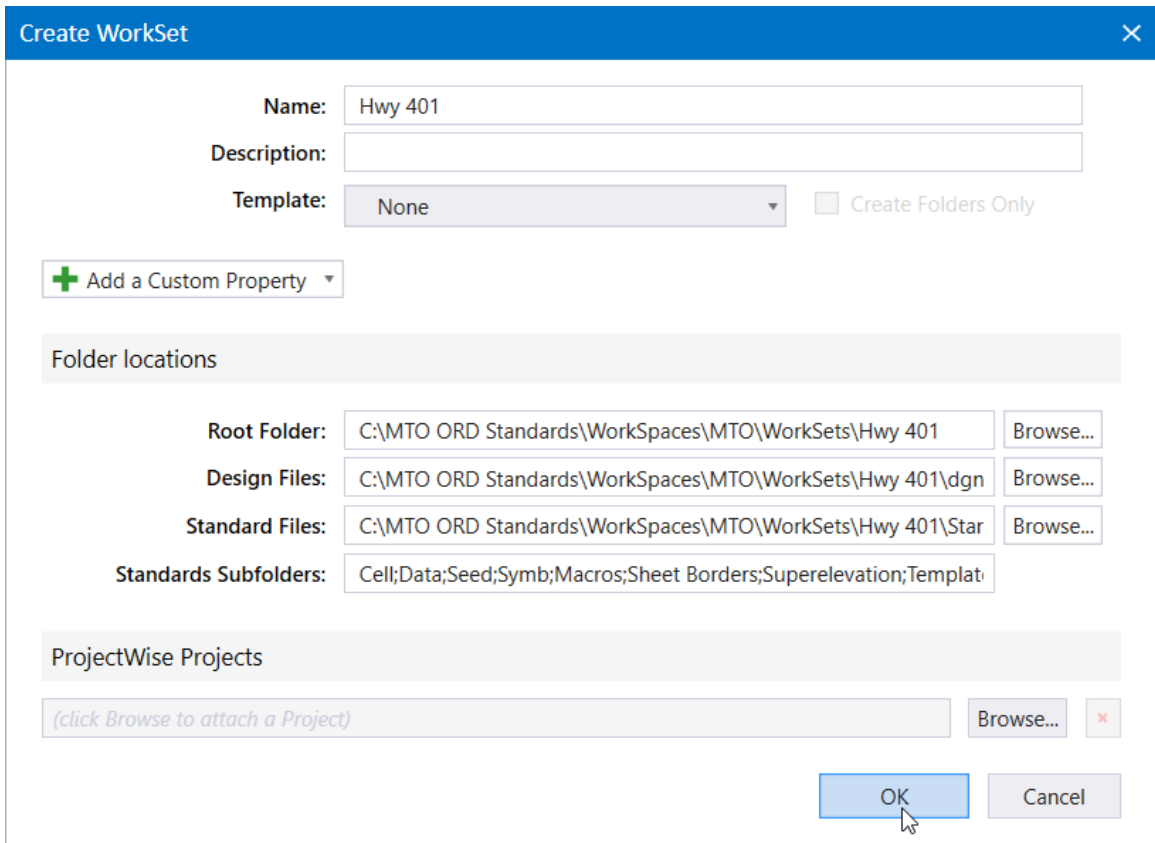 Create WorkSet
Name: Hwy 401
Description:
Template: None Create Folders Only
Add a Custom Property
Folder locations
Root Folder: C:\MTO ORD Standards\WorkSpaces\MTO\WorkSets\Hwy 401 Browse...
Design Files: C:\MTO ORD Standards\WorkSpaces\MTO\WorkSets\Hwy 401\dgn Browse...
Standard Files: C:\MTO ORD Standards\WorkSpaces\MTO\WorkSets\Hwy 401\Star Browse...
Standards Subfolders: Cell;Data;Seed;Symb;Macros;Sheet Borders;Superelevation;Templat
ProjectWise Projects
(click Browse to attach a Project) Browse...
OK Cancel